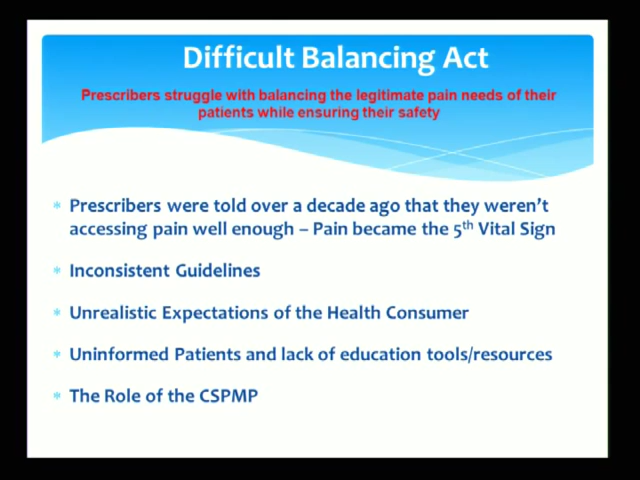 Difficult Balancing Act
Prescribers struggle with balancing the legitimate pain needs of their
patients while ensuring their safety
* Prescribers were told over a decade ago that they weren't
accessing pain well enough – Pain became the 5th Vital Sign
* Inconsistent Guidelines
* Unrealistic Expectations of the Health Consumer
* Uninformed Patients and lack of education tools/resources
* The Role of the CSPMP